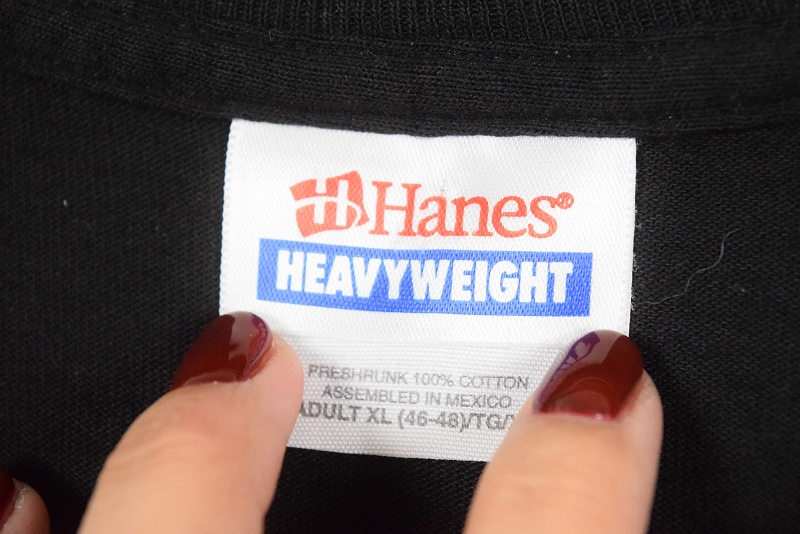 Hanes®
HEAVYWEIGHT
PRESHRUNK 100% COTTON
ASSEMBLED IN MEXICO
ADULT XL (46-48)/TG/